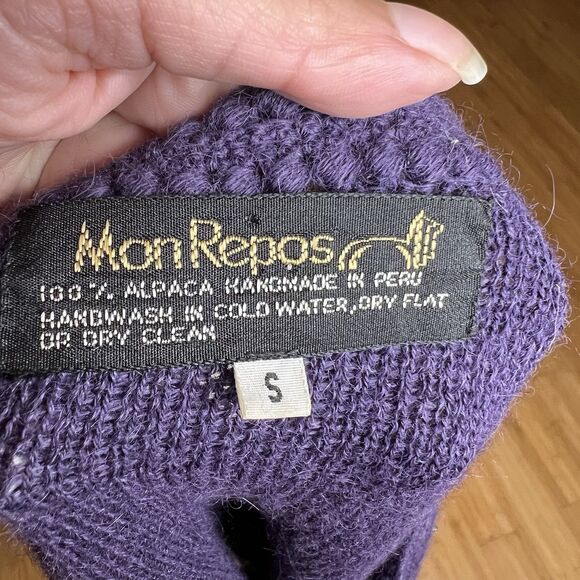 Mon Repos
100% ALPACA HANDMADE IN PERU
HANDWASH IN COLD WATER, DRY FLAT
OR DRY CLEAN
S